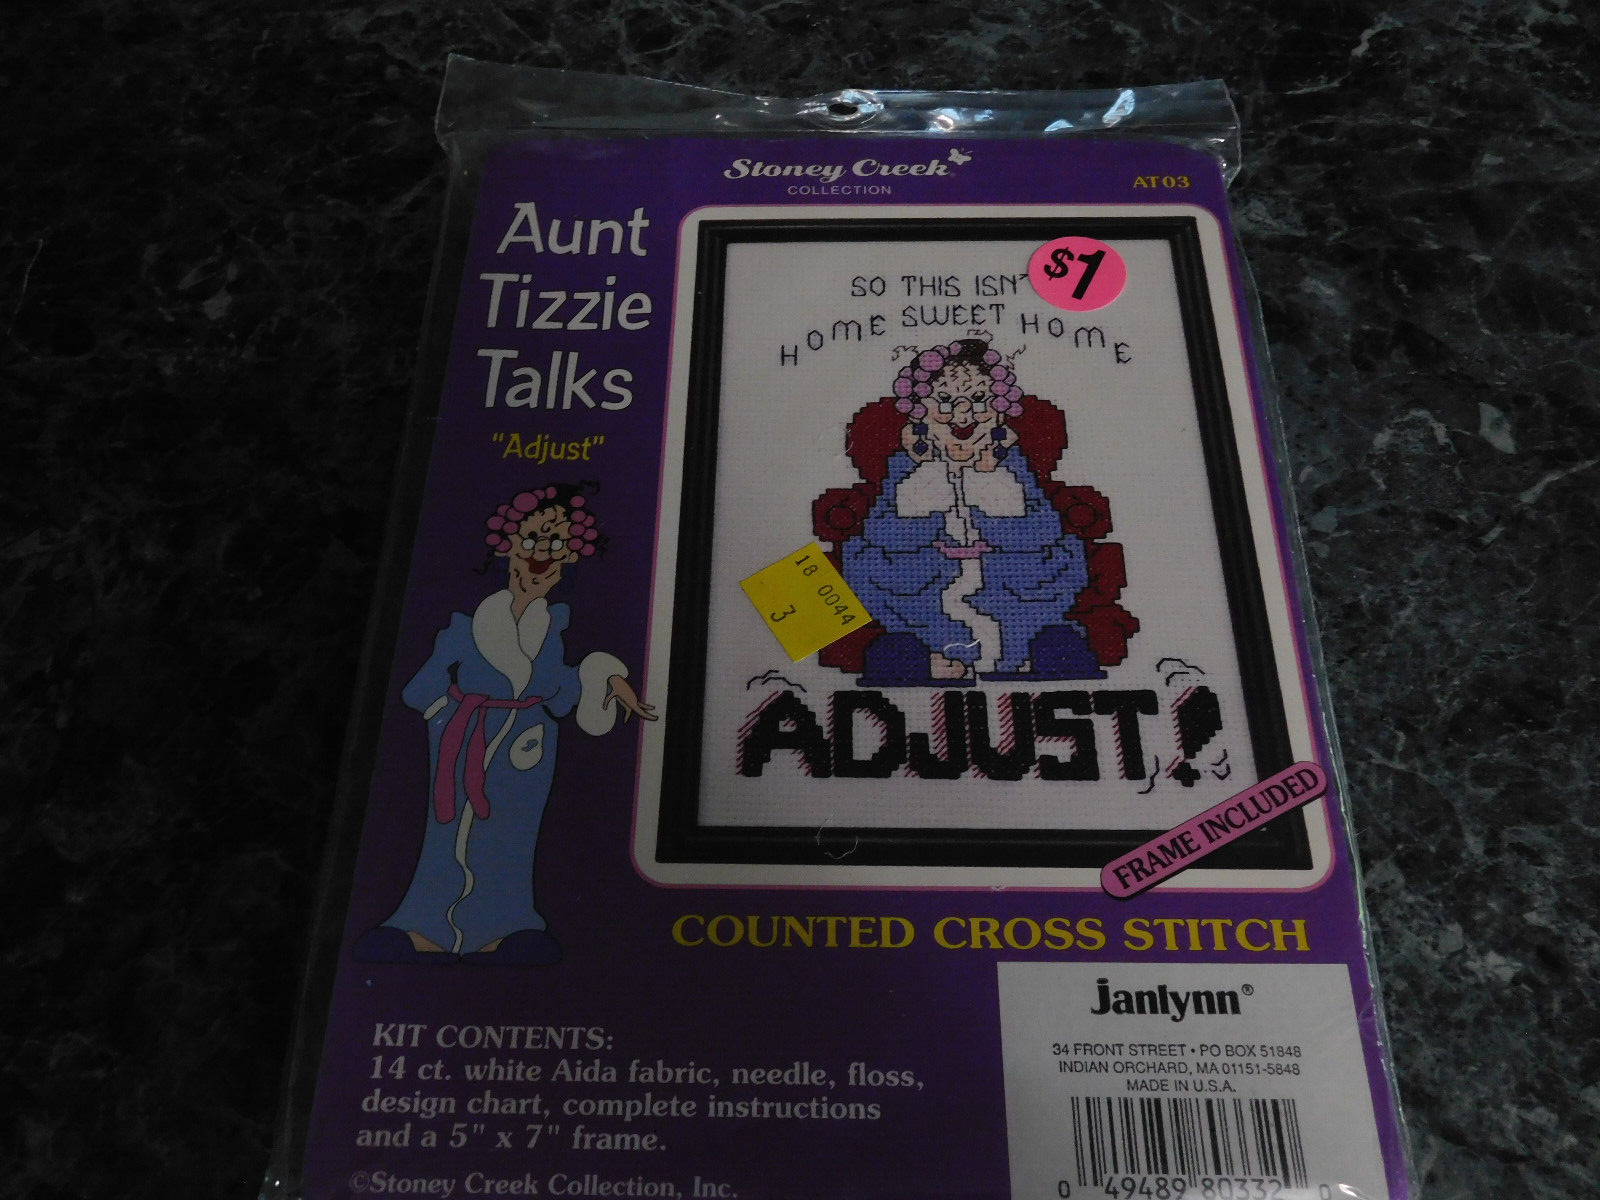 Stoney Creek
COLLECTION
AT03
Aunt
Tizzie
Talks
"Adjust"
SO THIS ISN'
HOME SWEET HOME
$1
18 0044
3
ADJUST!
FRAME INCLUDED
COUNTED CROSS STITCH
KIT CONTENTS:
14 ct. white Aida fabric, needle, floss,
design chart, complete instructions
and a 5" x 7" frame.
©Stoney Creek Collection, Inc.
janlynn®
34 FRONT STREET • PO BOX 51848
INDIAN ORCHARD, MA 01151-5848
MADE IN U.S.A.
0 49489 80332 0